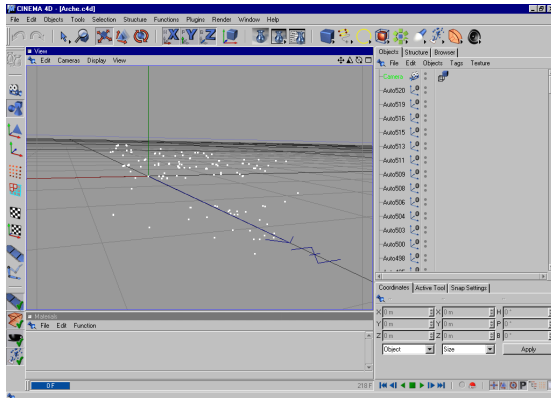 CINEMA 4D - [Arche.c4d]
File Edit Objects Tools Selection Structure Functions Plugins Render Window Help
View
Edit Cameras Display View
Objects Structure Browser
File Edit Objects Tags Texture
Camera
Auto520
Auto519
Auto516
Auto515
Auto513
Auto511
Auto509
Auto508
Auto506
Auto504
Auto503
Auto500
Auto498
Coordinates Active Tool Snap Settings
X 0 m X 0 m H 0 °
Y 0 m Y 0 m P 0 °
Z 0 m Z 0 m B 0 °
Object Size Apply
Materials
File Edit Function
0 F 218 F